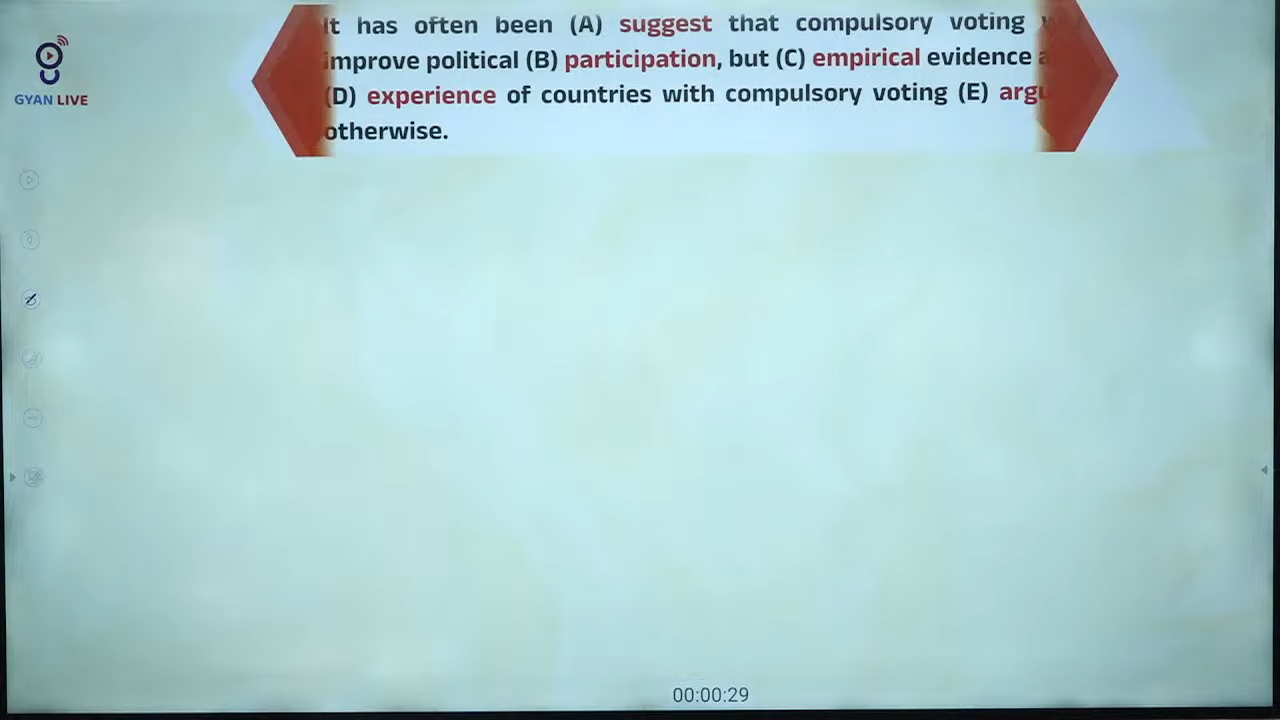 It has often been (A) suggest that compulsory voting
improve political (B) participation, but (C) empirical evidence
(D) experience of countries with compulsory voting (E)
otherwise.
GYAN LIVE
00:00:29